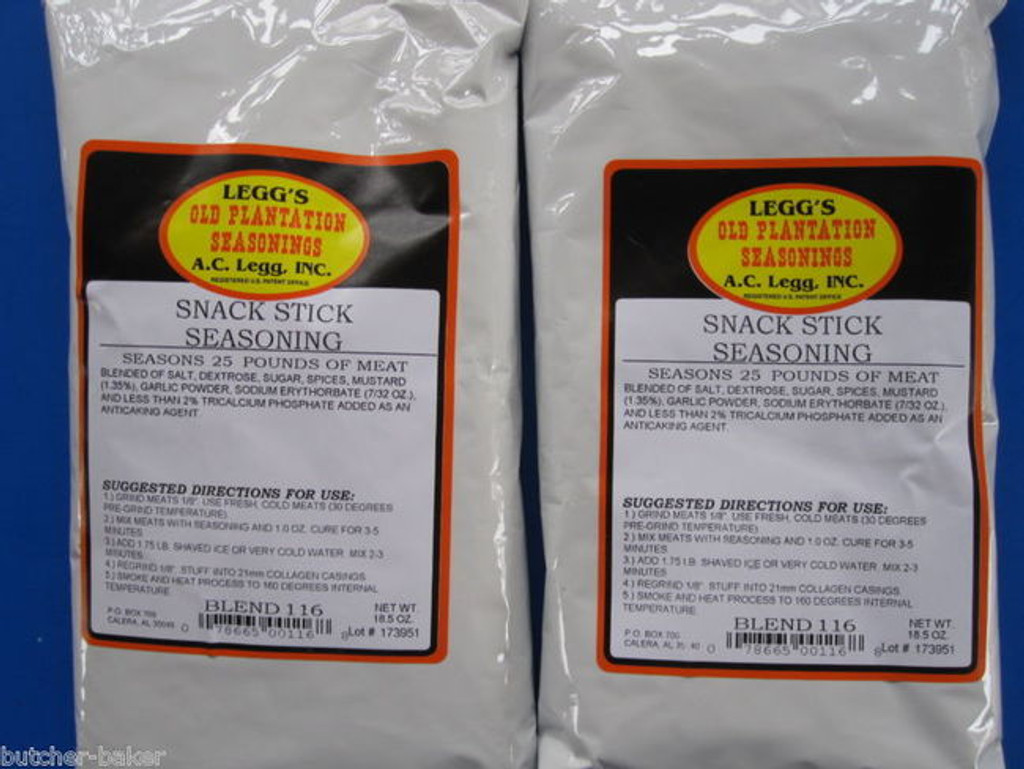 LEGG'S
OLD PLANTATION
SEASONINGS
A.C. Legg, INC.
REGISTERED U.S. PATENT OFFICE
SNACK STICK
SEASONING
SEASONS 25 POUNDS OF MEAT
BLENDED OF SALT, DEXTROSE, SUGAR, SPICES, MUSTARD
(1.35%), GARLIC POWDER, SODIUM ERYTHORBATE (7/32 OZ.),
AND LESS THAN 2% TRICALCIUM PHOSPHATE ADDED AS AN
ANTICAKING AGENT.
SUGGESTED DIRECTIONS FOR USE:
1.) GRIND MEATS 1/8". USE FRESH, COLD MEATS (30 DEGREES
PRE-GRIND TEMPERATURE)
2.) MIX MEATS WITH SEASONING AND 1.0 OZ. CURE FOR 3-5
MINUTES
3.) ADD 1.75 LB. SHAVED ICE OR VERY COLD WATER. MIX 2-3
MINUTES
4.) REGRIND 1/8". STUFF INTO 21mm COLLAGEN CASINGS
5.) SMOKE AND HEAT PROCESS TO 160 DEGREES INTERNAL
TEMPERATURE
BLEND 116
NET WT.
18.5 OZ.
P.O. BOX 709
CALERA, AL
0 78665 00116 8
Lot # 173951
LEGG'S
OLD PLANTATION
SEASONINGS
A.C. Legg, INC.
REGISTERED U.S. PATENT OFFICE
SNACK STICK
SEASONING
SEASONS 25 POUNDS OF MEAT
BLENDED OF SALT, DEXTROSE, SUGAR, SPICES, MUSTARD
(1.35%), GARLIC POWDER, SODIUM ERYTHORBATE (7/32 OZ.),
AND LESS THAN 2% TRICALCIUM PHOSPHATE ADDED AS AN
ANTICAKING AGENT.
SUGGESTED DIRECTIONS FOR USE:
1.) GRIND MEATS 1/8". USE FRESH, COLD MEATS (30 DEGREES
PRE-GRIND TEMPERATURE)
2.) MIX MEATS WITH SEASONING AND 1.0 OZ. CURE FOR 3-5
MINUTES
3.) ADD 1.75 LB. SHAVED ICE OR VERY COLD WATER. MIX 2-3
MINUTES
4.) REGRIND 1/8". STUFF INTO 21mm COLLAGEN CASINGS
5.) SMOKE AND HEAT PROCESS TO 160 DEGREES INTERNAL
TEMPERATURE
BLEND 116
NET WT.
18.5 OZ.
P.O. BOX 709
CALERA, AL
0 78665 00116 8
Lot # 173951
butcher-baker